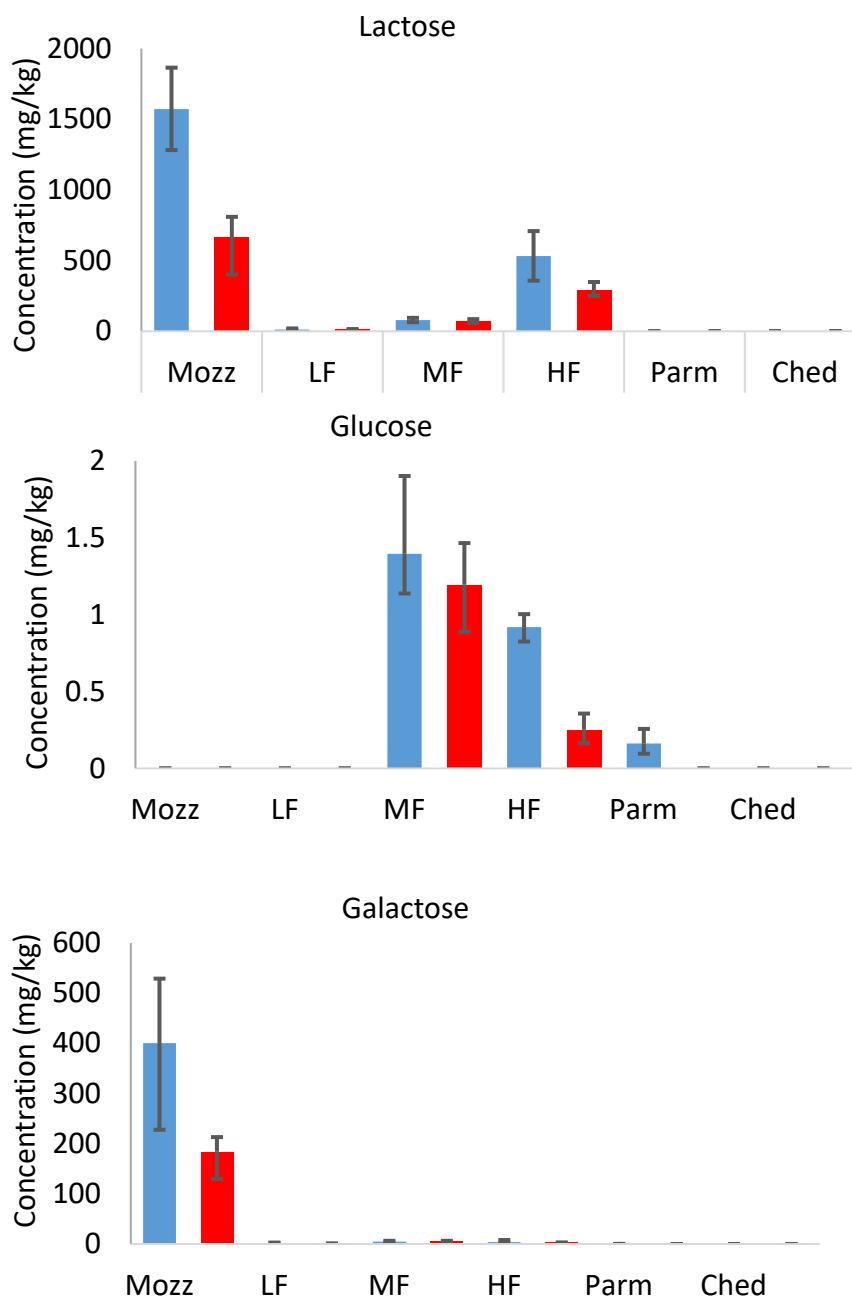 Lactose
Concentration (mg/kg)
2000
1500
1000
500
0
Mozz LF MF HF Parm Ched
Glucose
Concentration (mg/kg)
2
1.5
1
0.5
0
Mozz LF MF HF Parm Ched
Galactose
Concentration (mg/kg)
600
500
400
300
200
100
0
Mozz LF MF HF Parm Ched